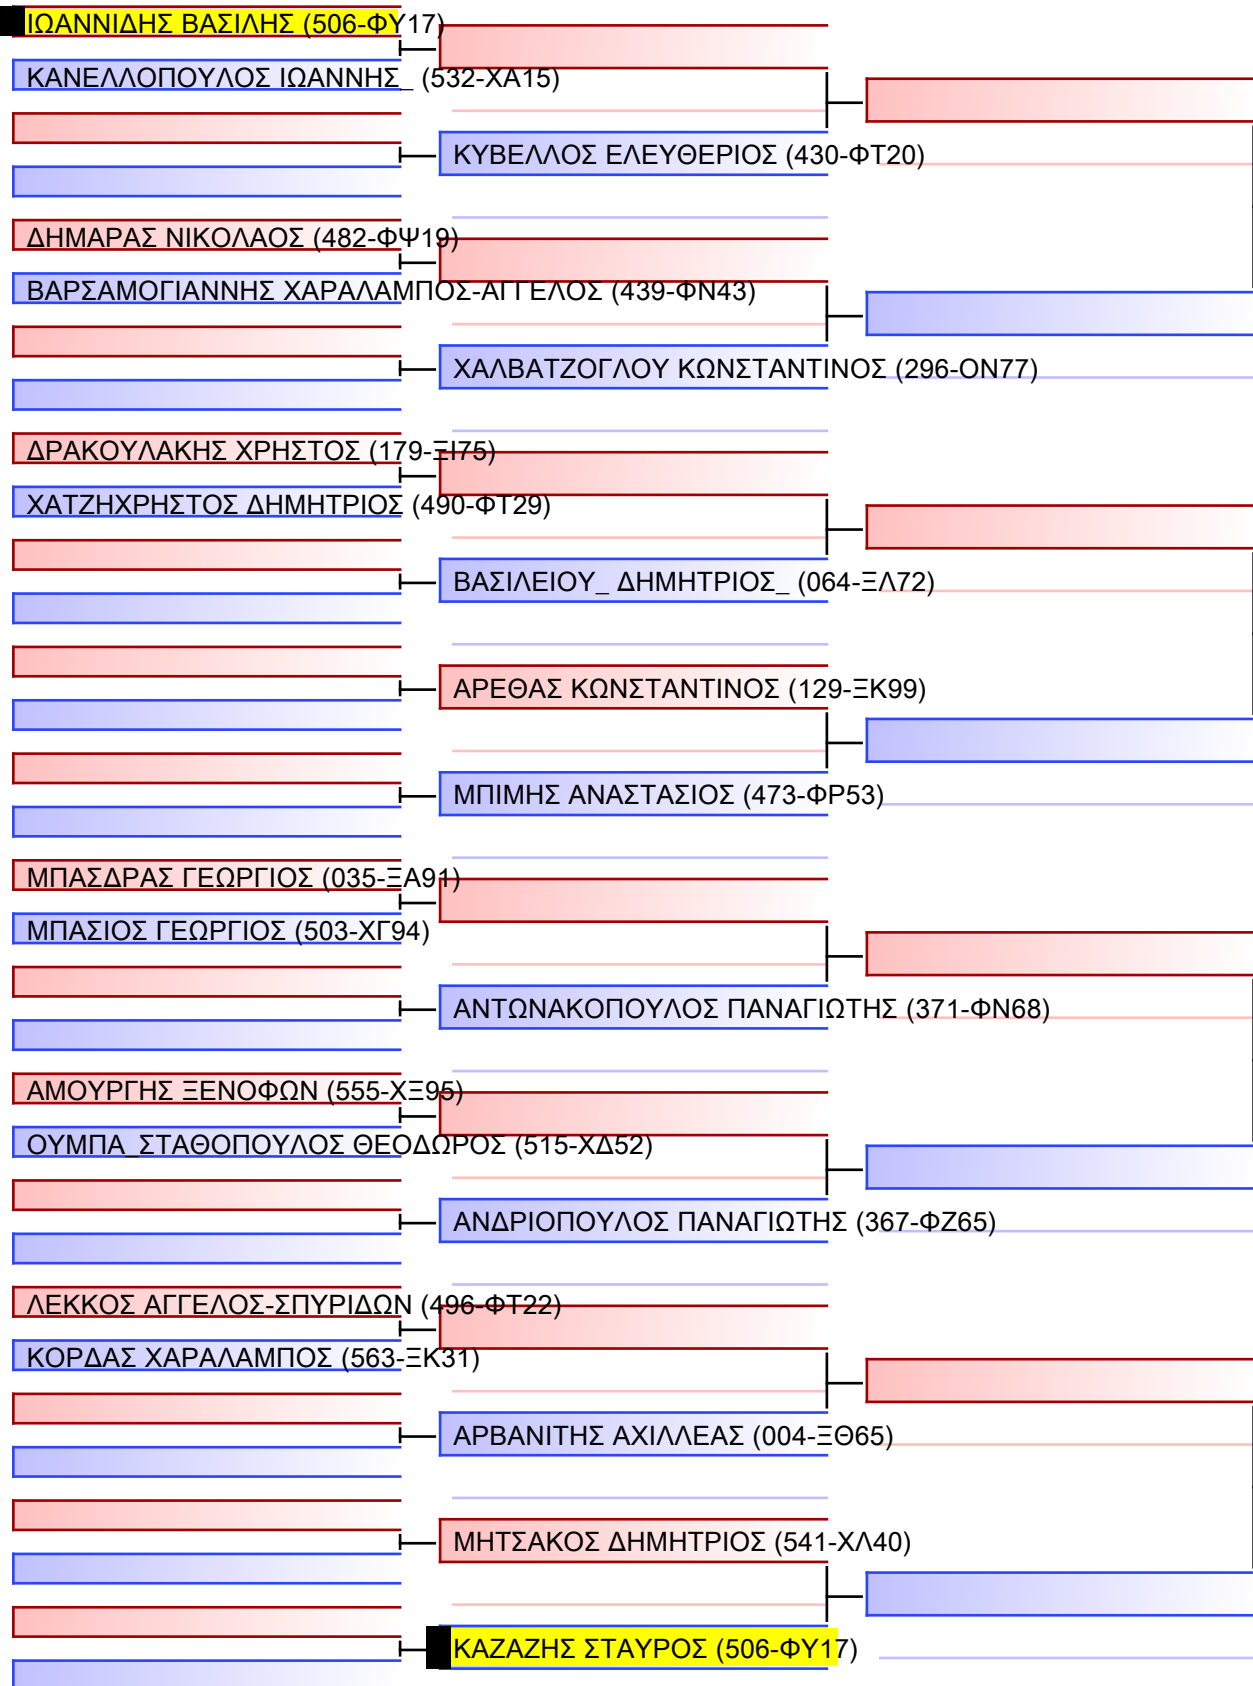 ΙΩΑΝΝΙΔΗΣ ΒΑΣΙΛΗΣ (506-ΦΥ17)
ΚΑΝΕΛΛΟΠΟΥΛΟΣ ΙΩΑΝΝΗΣ_ (532-ΧΑ15)
ΚΥΒΕΛΛΟΣ ΕΛΕΥΘΕΡΙΟΣ (430-ΦΤ20)
ΔΗΜΑΡΑΣ ΝΙΚΟΛΑΟΣ (482-ΦΨ19)
ΒΑΡΣΑΜΟΓΙΑΝΝΗΣ ΧΑΡΑΛΑΜΠΟΣ-ΑΓΓΕΛΟΣ (439-ΦΝ43)
ΧΑΛΒΑΤΖΟΓΛΟΥ ΚΩΝΣΤΑΝΤΙΝΟΣ (296-ΟΝ77)
ΔΡΑΚΟΥΛΑΚΗΣ ΧΡΗΣΤΟΣ (179-ΞΙ75)
ΧΑΤΖΗΧΡΗΣΤΟΣ ΔΗΜΗΤΡΙΟΣ (490-ΦΤ29)
ΒΑΣΙΛΕΙΟΥ_ ΔΗΜΗΤΡΙΟΣ_ (064-ΞΛ72)
ΑΡΕΘΑΣ ΚΩΝΣΤΑΝΤΙΝΟΣ (129-ΞΚ99)
ΜΠΙΜΗΣ ΑΝΑΣΤΑΣΙΟΣ (473-ΦΡ53)
ΜΠΑΣΔΡΑΣ ΓΕΩΡΓΙΟΣ (035-ΞΑ91)
ΜΠΑΣΙΟΣ ΓΕΩΡΓΙΟΣ (503-ΧΓ94)
ΑΝΤΩΝΑΚΟΠΟΥΛΟΣ ΠΑΝΑΓΙΩΤΗΣ (371-ΦΝ68)
ΑΜΟΥΡΓΗΣ ΞΕΝΟΦΩΝ (555-ΧΞ95)
ΟΥΜΠΑ_ΣΤΑΘΟΠΟΥΛΟΣ ΘΕΟΔΩΡΟΣ (515-ΧΔ52)
ΑΝΔΡΙΟΠΟΥΛΟΣ ΠΑΝΑΓΙΩΤΗΣ (367-ΦΖ65)
ΛΕΚΚΟΣ ΑΓΓΕΛΟΣ-ΣΠΥΡΙΔΩΝ (496-ΦΤ22)
ΚΟΡΔΑΣ ΧΑΡΑΛΑΜΠΟΣ (563-ΞΚ31)
ΑΡΒΑΝΙΤΗΣ ΑΧΙΛΛΕΑΣ (004-ΞΘ65)
ΜΗΤΣΑΚΟΣ ΔΗΜΗΤΡΙΟΣ (541-ΧΛ40)
ΚΑΖΑΖΗΣ ΣΤΑΥΡΟΣ (506-ΦΥ17)